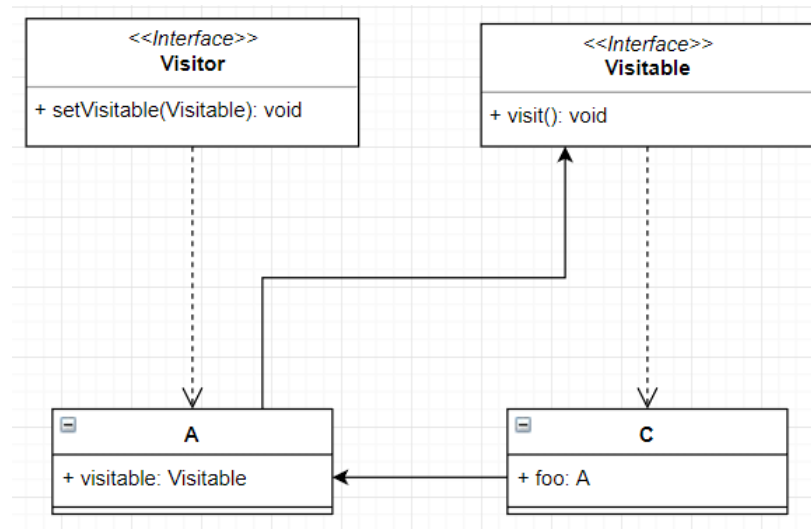 <<Interface>>
Visitor
+ setVisitable(Visitable): void
<<Interface>>
Visitable
+ visit(): void
A
+ visitable: Visitable
C
+ foo: A